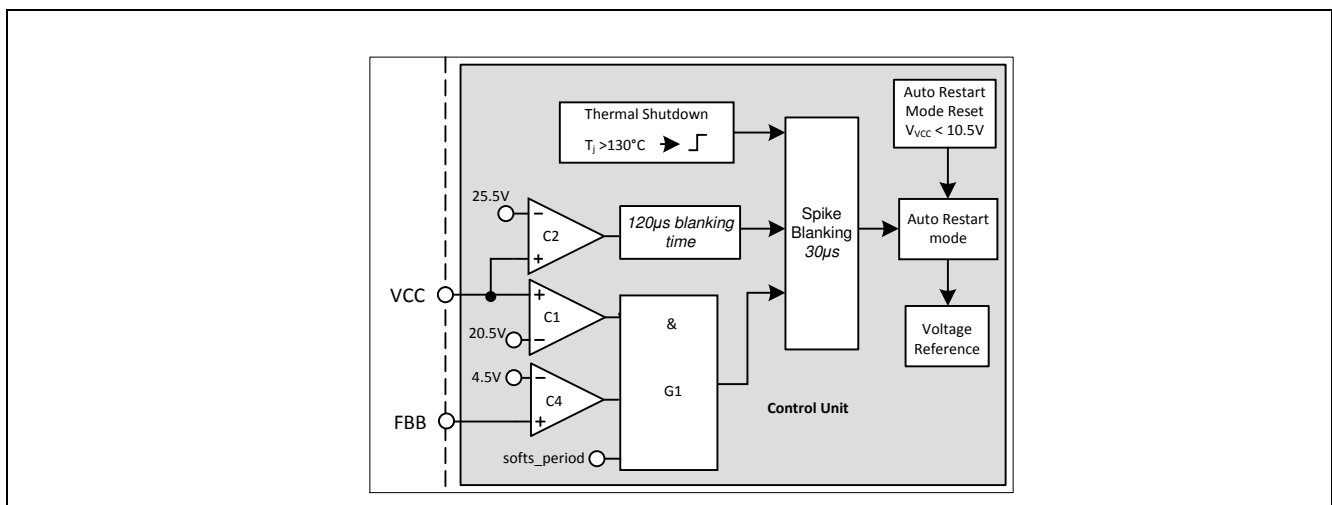 Thermal Shutdown
Tj >130°C
Auto Restart
Mode Reset
VVCC < 10.5V
25.5V
−
C2
+
120µs blanking
time
Spike
Blanking
30µs
Auto Restart
mode
VCC
+
C1
20.5V
−
&
Voltage
Reference
4.5V
−
C4
G1
Control Unit
FBB
+
softs_period